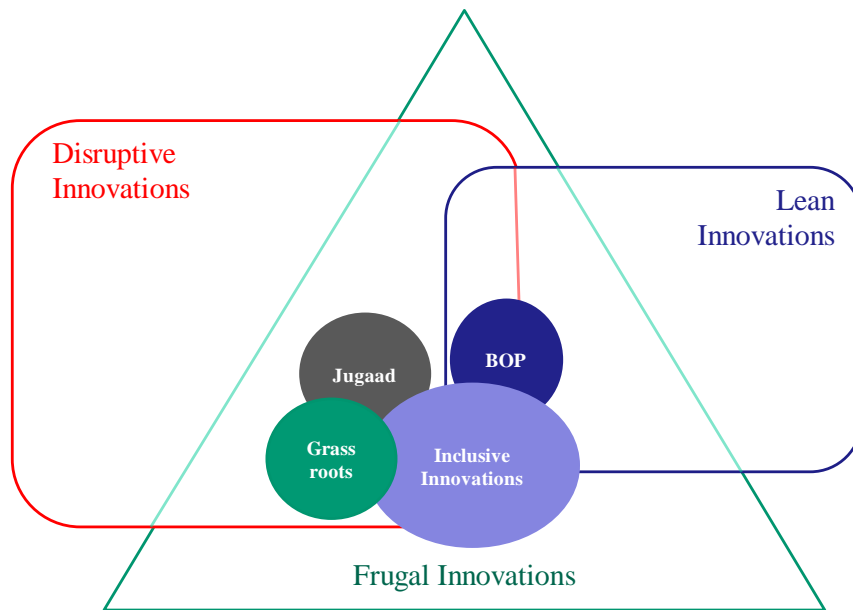 Disruptive
Innovations
Lean
Innovations
BOP
Jugaad
Grass
roots
Inclusive
Innovations
Frugal Innovations